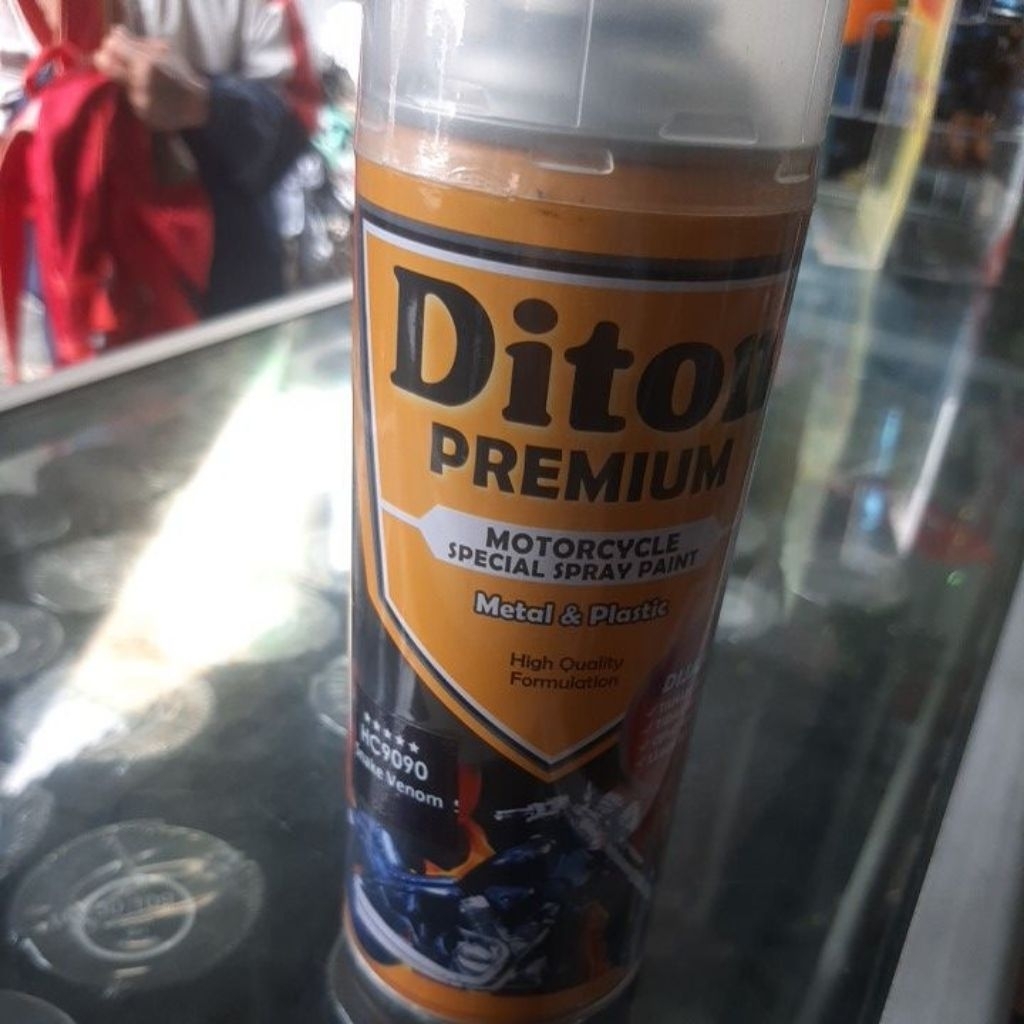 Diton
PREMIUM
MOTORCYCLE
SPECIAL SPRAY PAINT
Metal & Plastic
High Quality
Formulation
HC9090
Snake Venom